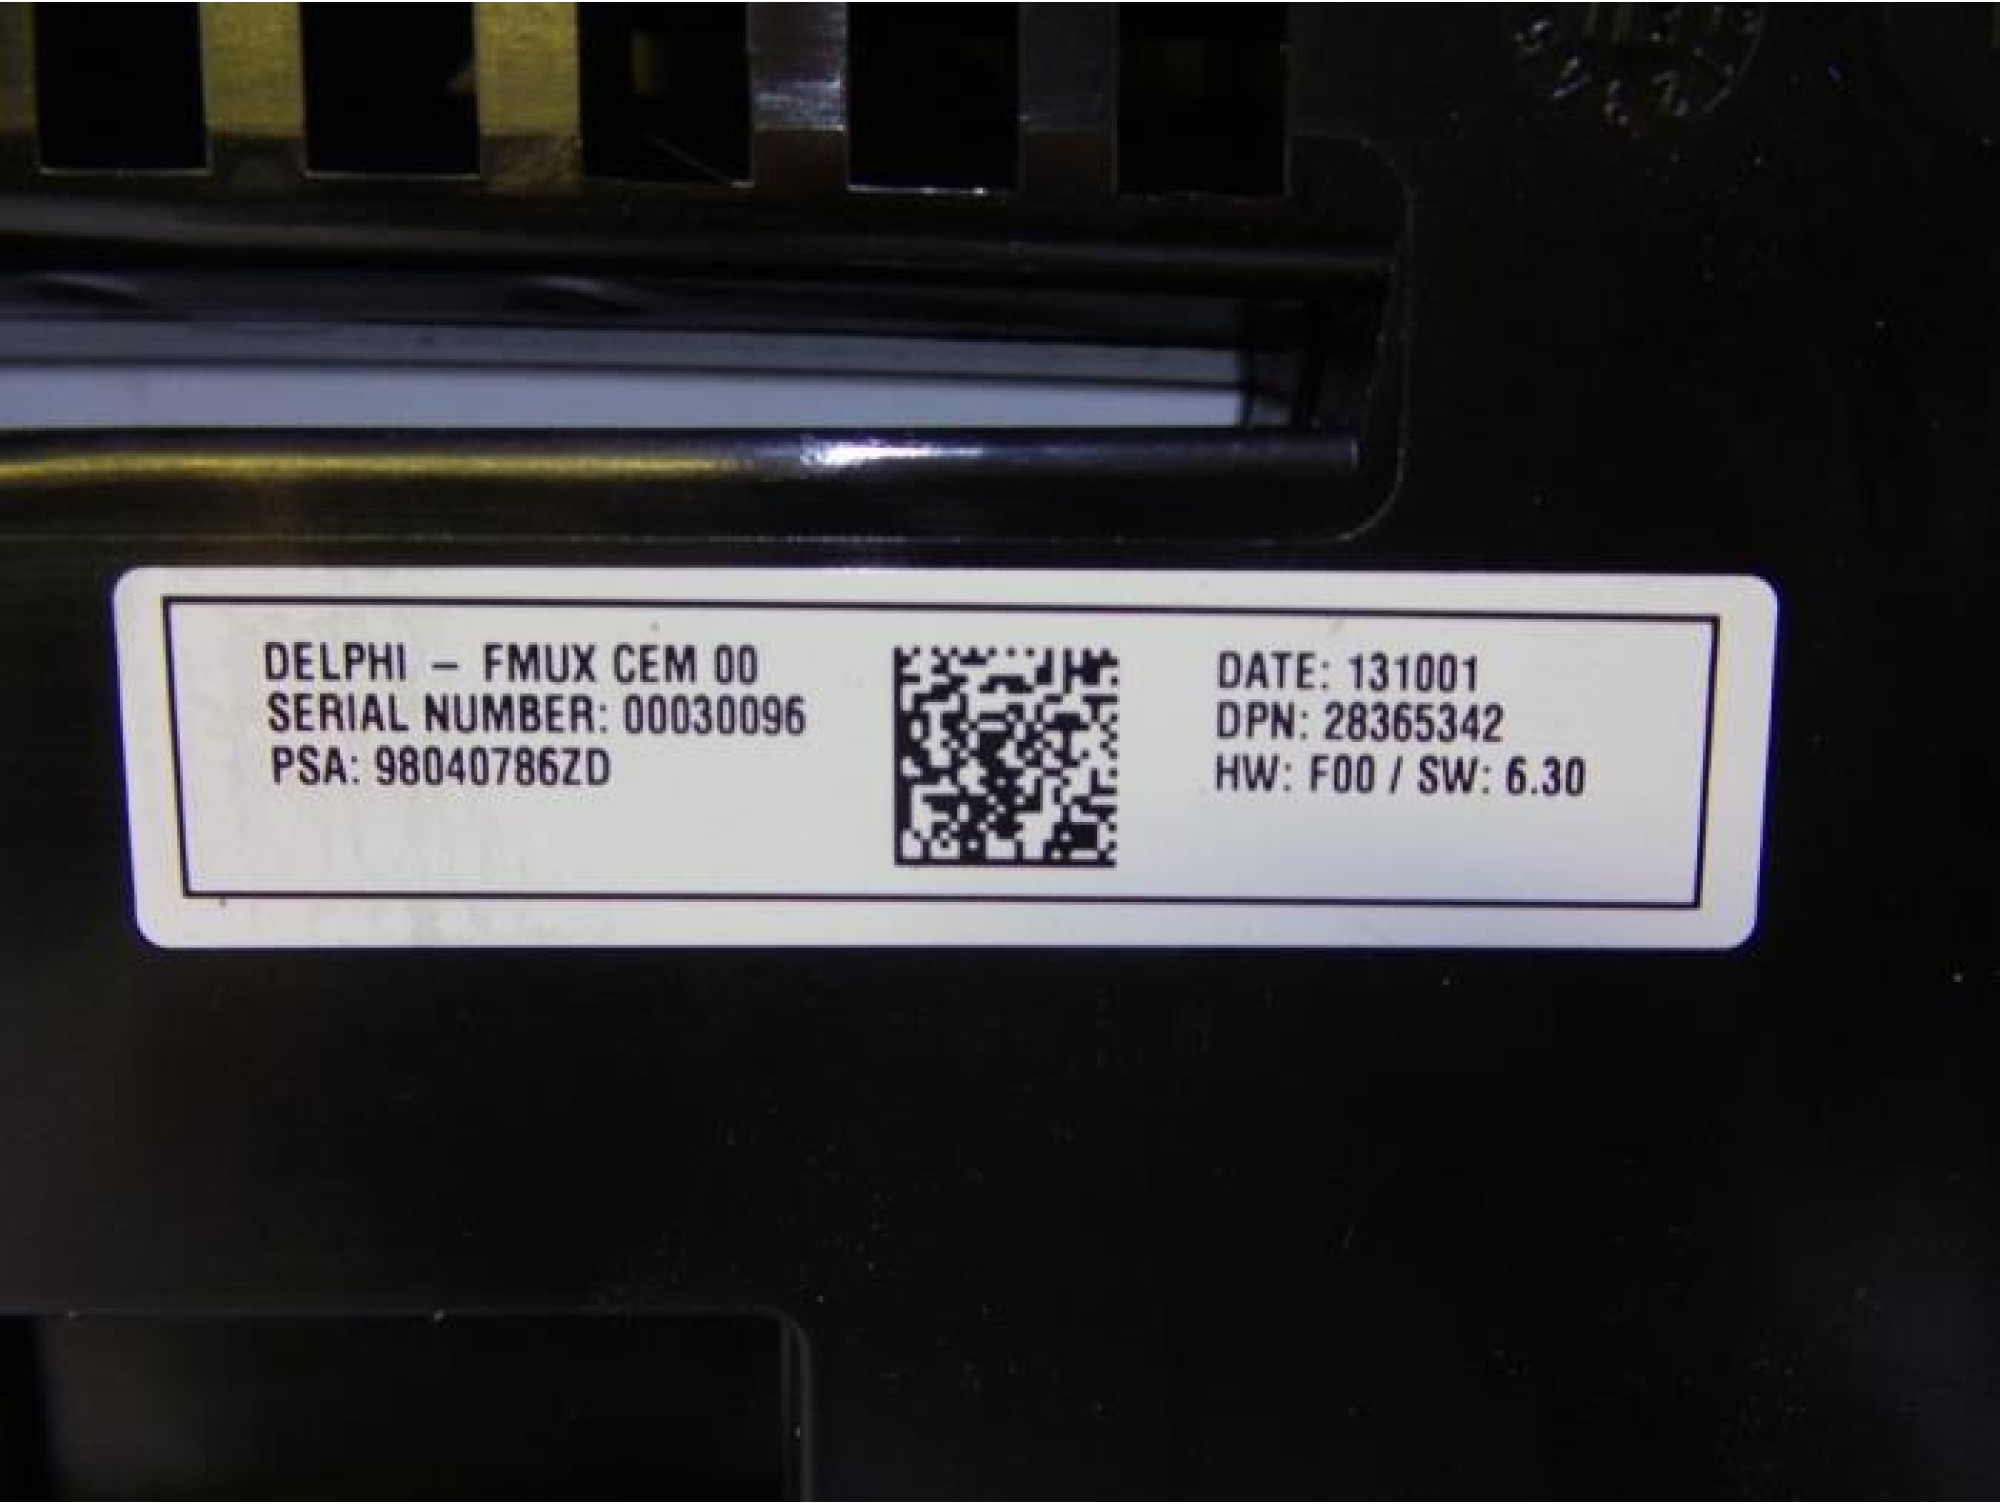 DELPHI – FMUX CEM 00
SERIAL NUMBER: 00030096
PSA: 98040786ZD
DATE: 131001
DPN: 28365342
HW: F00 / SW: 6.30